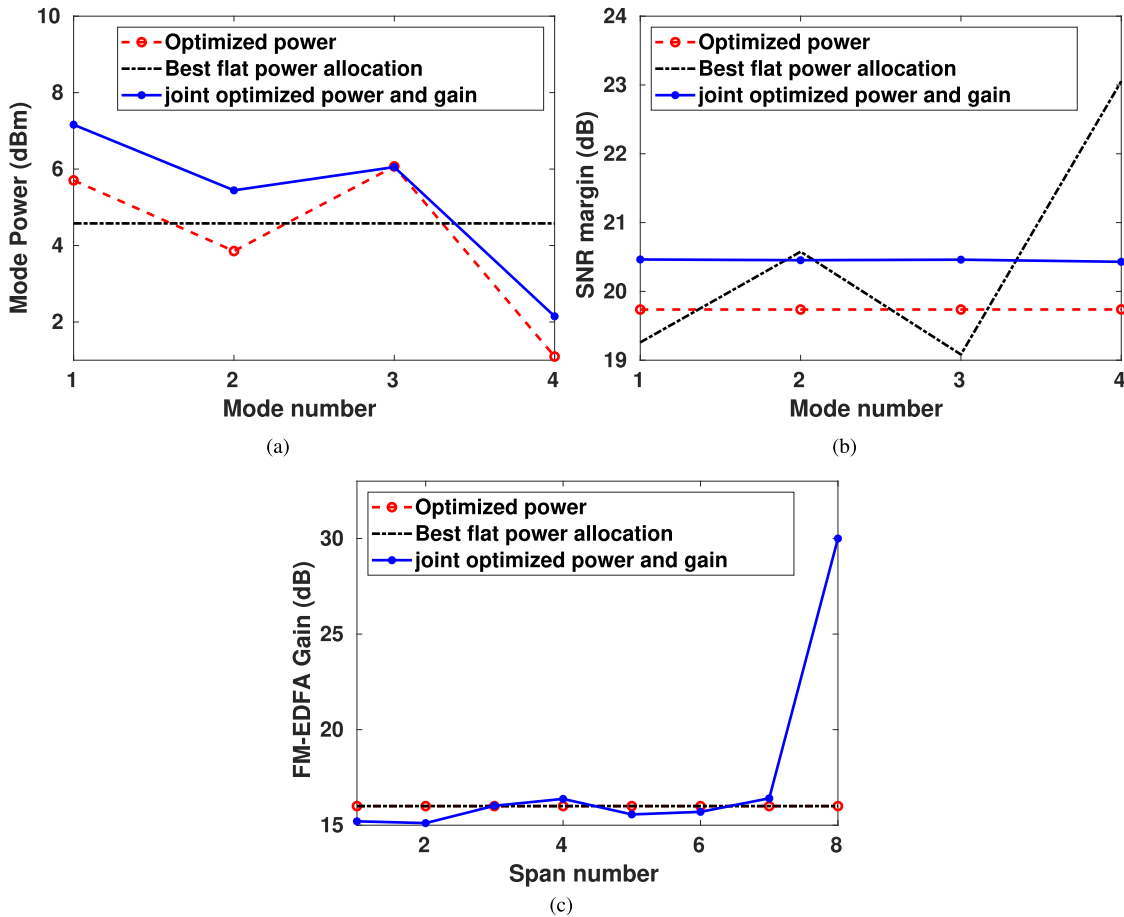 10
8
6
4
2
Mode Power (dBm)
Optimized power
Best flat power allocation
joint optimized power and gain
1 2 3 4
Mode number
(a)
24
23
22
21
20
19
SNR margin (dB)
Optimized power
Best flat power allocation
joint optimized power and gain
1 2 3 4
Mode number
(b)
30
25
20
15
FM-EDFA Gain (dB)
Optimized power
Best flat power allocation
joint optimized power and gain
2 4 6 8
Span number
(c)